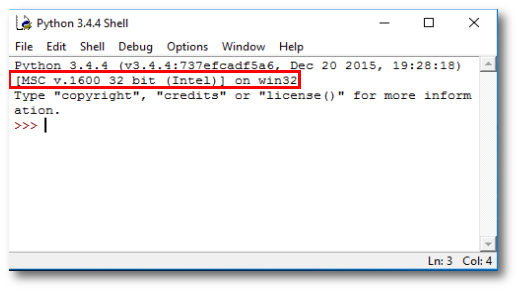 Python 3.4.4 Shell
File Edit Shell Debug Options Window Help
Python 3.4.4 (v3.4.4:737efcadf5a6, Dec 20 2015, 19:28:18)
[MSC v.1600 32 bit (Intel)] on win32
Type "copyright", "credits" or "license()" for more inform
ation.
>>>
Ln: 3 Col: 4